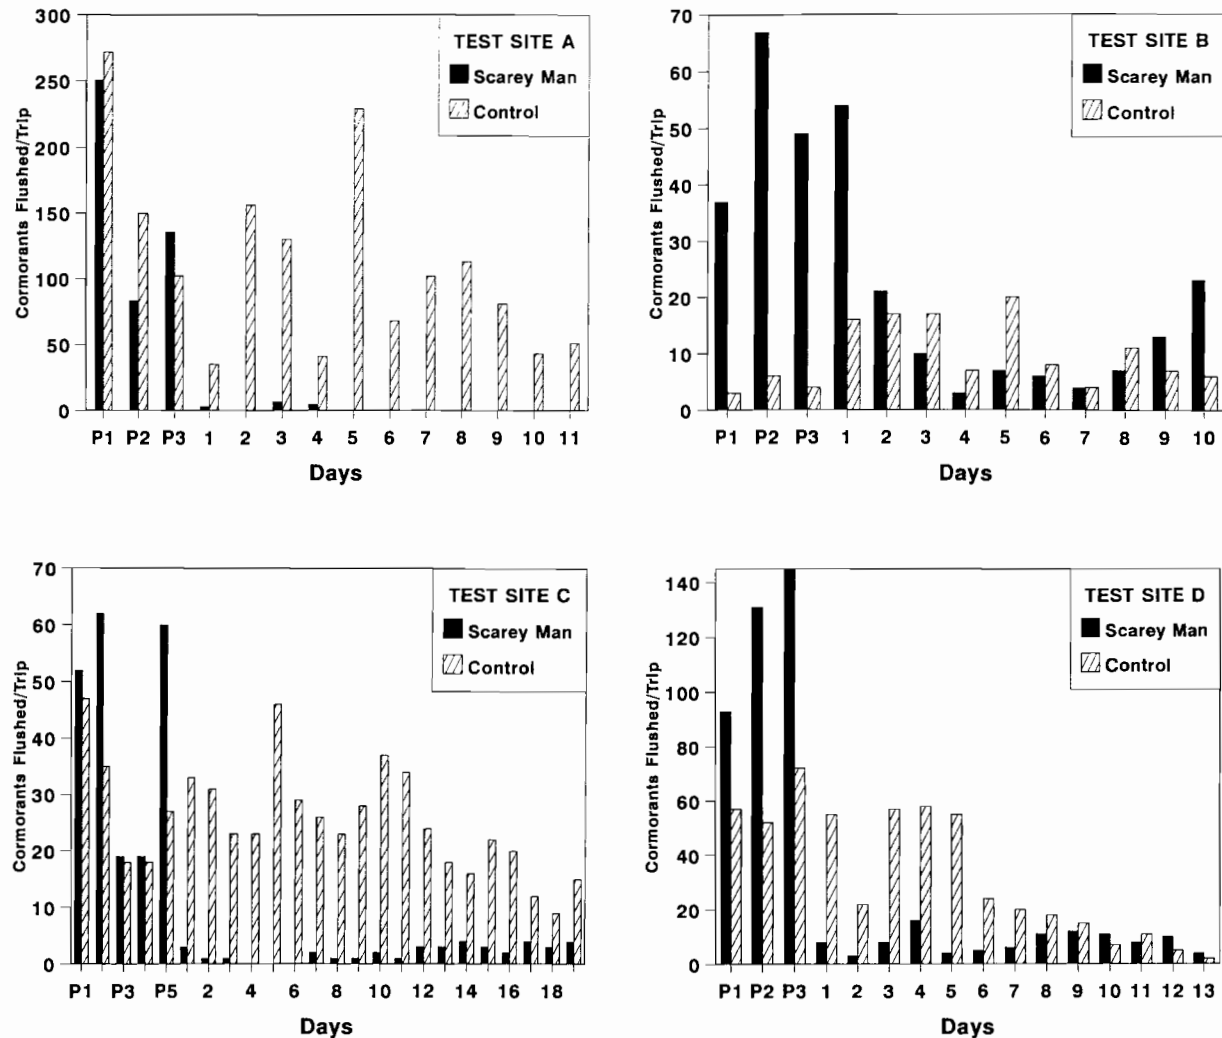 TEST SITE A
Scarey Man
Control
Cormorants Flushed/Trip
300
250
200
150
100
50
0
P1 P2 P3 1 2 3 4 5 6 7 8 9 10 11
Days
TEST SITE B
Scarey Man
Control
Cormorants Flushed/Trip
70
60
50
40
30
20
10
0
P1 P2 P3 1 2 3 4 5 6 7 8 9 10
Days
TEST SITE C
Scarey Man
Control
Cormorants Flushed/Trip
70
60
50
40
30
20
10
0
P1 P3 P5 2 4 6 8 10 12 14 16 18
Days
TEST SITE D
Scarey Man
Control
Cormorants Flushed/Trip
140
120
100
80
60
40
20
0
P1 P2 P3 1 2 3 4 5 6 7 8 9 10 11 12 13
Days